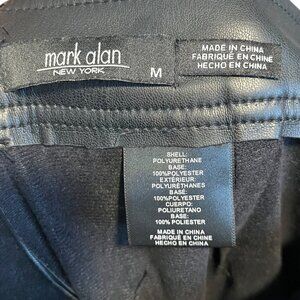 mark alan
NEW YORK
M
MADE IN CHINA
FABRIQUÉ EN CHINE
HECHO EN CHINA
SHELL:
POLYURETHANE
BASE:
100%POLYESTER
EXTÉRIEUR:
POLYURÉTHANES
BASE:
100%POLYESTER
CUERPO:
POLIURETANO
BASE:
100% POLIESTER
MADE IN CHINA
FABRIQUÉ EN CHINE
HECHO EN CHINA